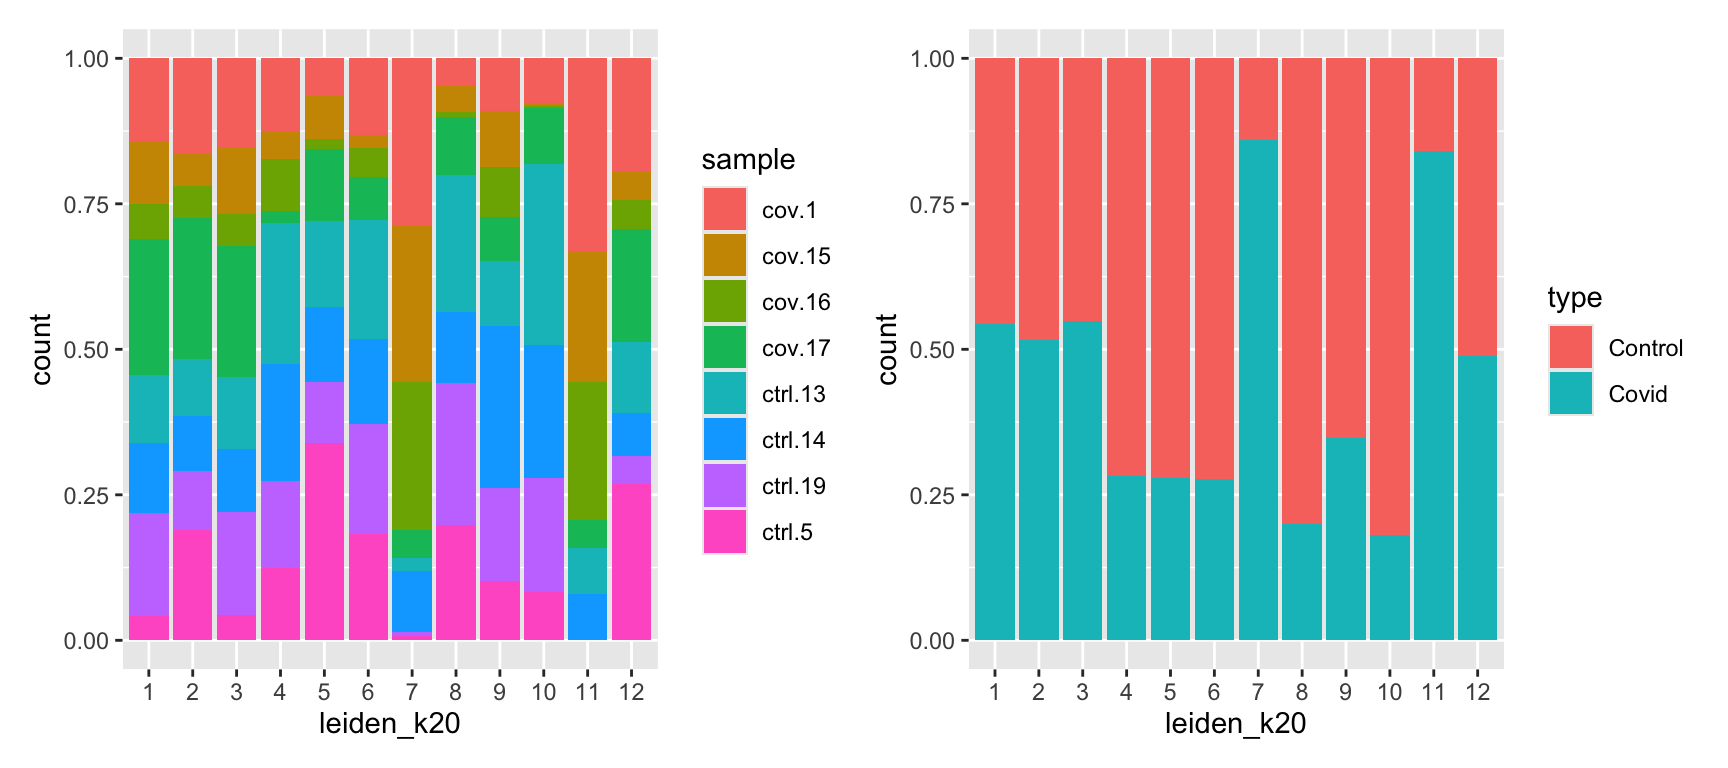 count
1.00
0.75
0.50
0.25
0.00
1 2 3 4 5 6 7 8 9 10 11 12
leiden_k20
sample
cov.1
cov.15
cov.16
cov.17
ctrl.13
ctrl.14
ctrl.19
ctrl.5
count
1.00
0.75
0.50
0.25
0.00
1 2 3 4 5 6 7 8 9 10 11 12
leiden_k20
type
Control
Covid